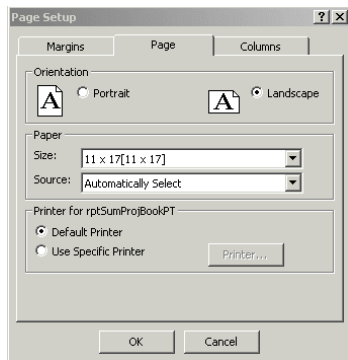 Page Setup
Margins Page Columns
Orientation
A Portrait A Landscape
Paper
Size: 11 x 17[11 x 17]
Source: Automatically Select
Printer for rptSumProjBookPT
Default Printer
Use Specific Printer Printer...
OK Cancel